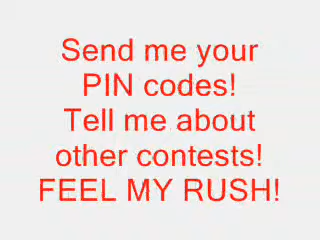 Send me your
PIN codes!
Tell me about
other contests!
FEEL MY RUSH!